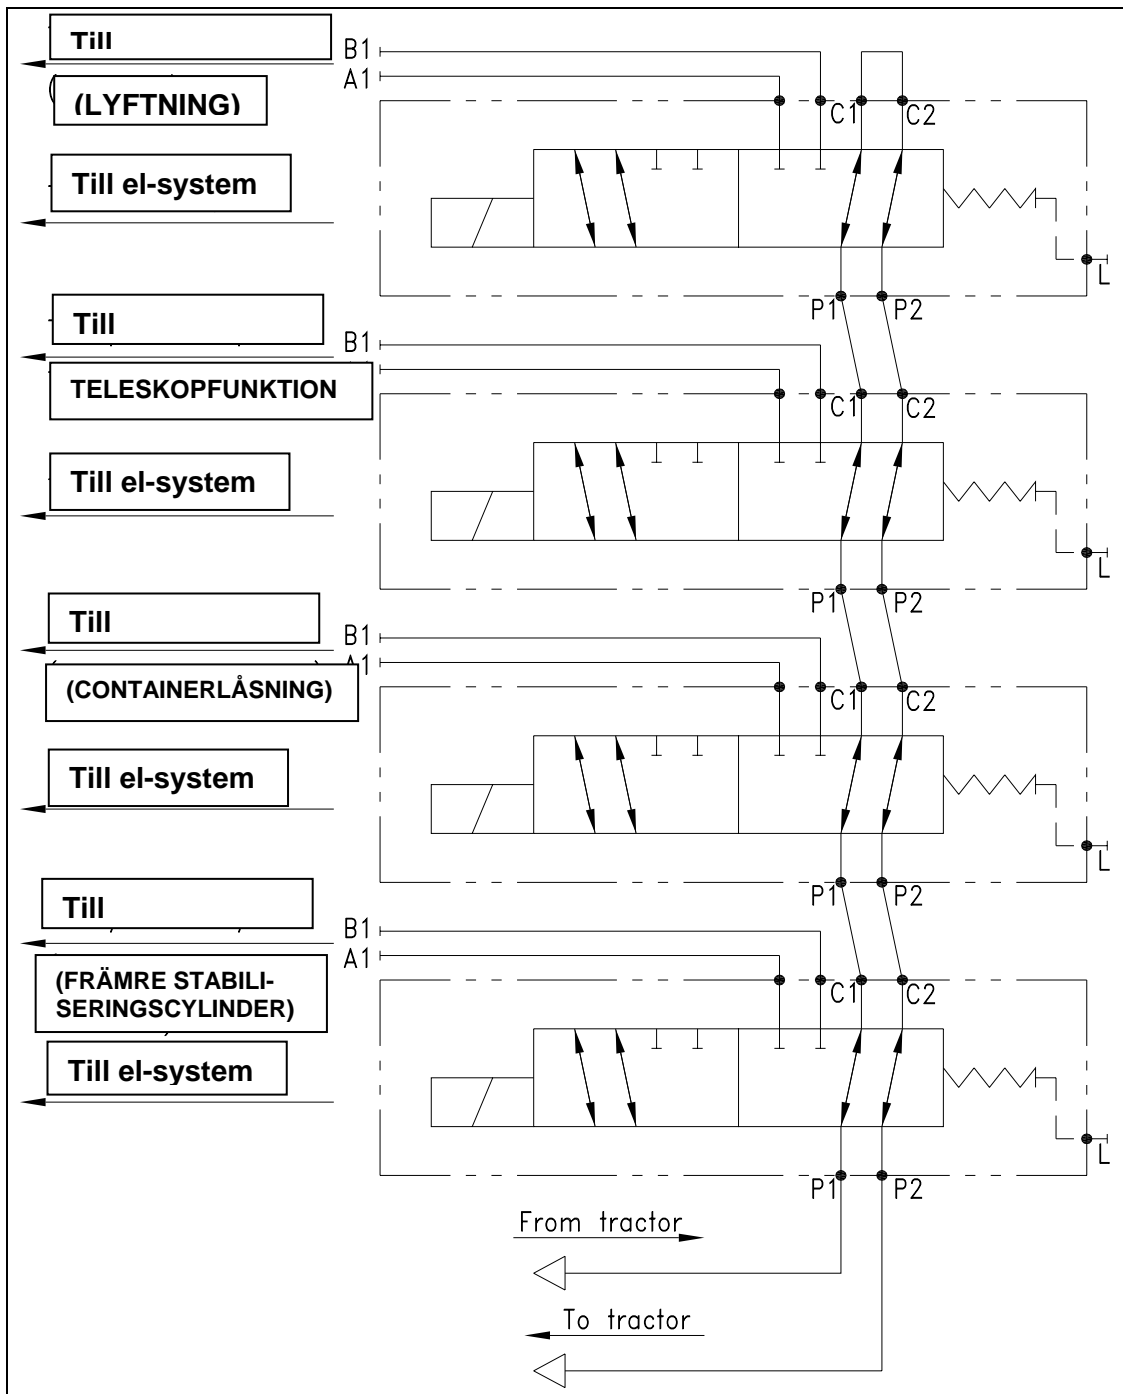 Till
B1
A1
(LYFTNING)
C1
C2
Till el-system
L
P1
P2
Till
B1
TELESKOPFUNKTION
C1
C2
Till el-system
L
P1
P2
Till
B1
A1
(CONTAINERLÅSNING)
C1
C2
Till el-system
L
P1
P2
Till
B1
A1
(FRÄMRE STABILI-
SERINGSCYLINDER)
C1
C2
Till el-system
L
P1
P2
From tractor
To tractor